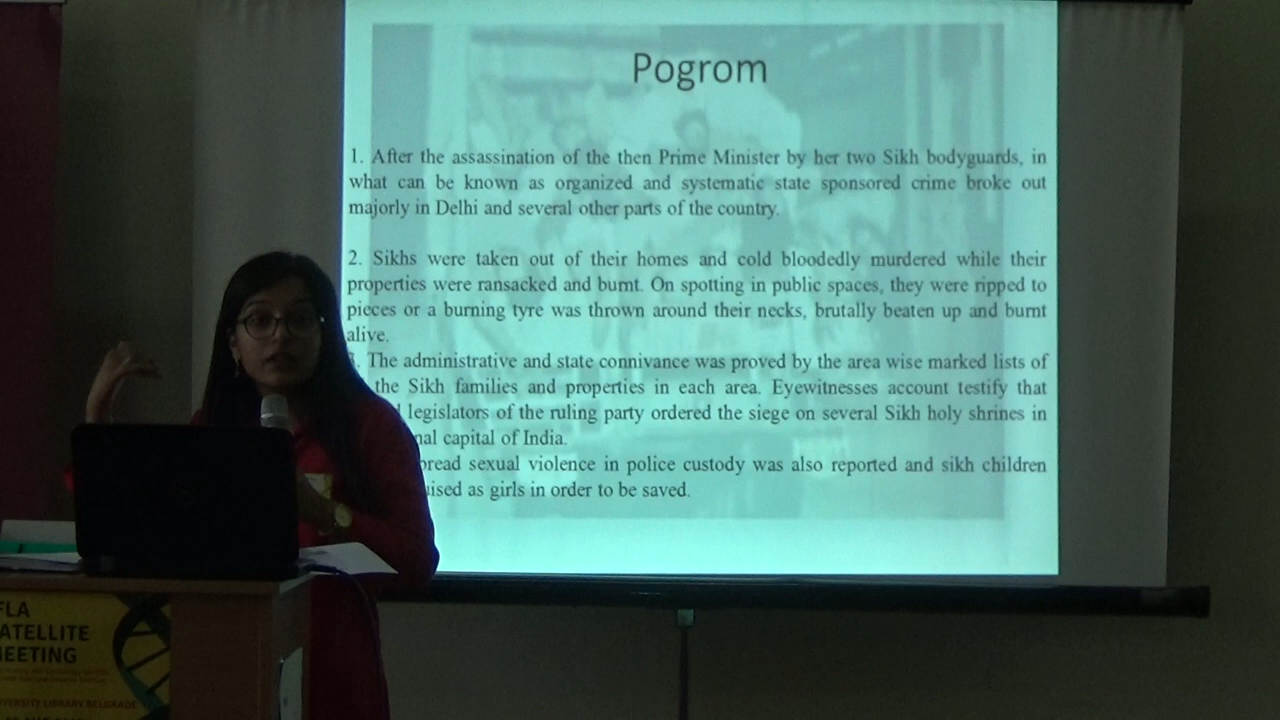 Pogrom
1. After the assassination of the then Prime Minister by her two Sikh bodyguards, in
what can be known as organized and systematic state sponsored crime broke out
majorly in Delhi and several other parts of the country.
2. Sikhs were taken out of their homes and cold bloodedly murdered while their
properties were ransacked and burnt. On spotting in public spaces, they were ripped to
pieces or a burning tyre was thrown around their necks, brutally beaten up and burnt
alive.
. The administrative and state connivance was proved by the area wise marked lists of
the Sikh families and properties in each area. Eyewitnesses account testify that
legislators of the ruling party ordered the siege on several Sikh holy shrines in
nal capital of India.
pread sexual violence in police custody was also reported and sikh children
uised as girls in order to be saved.
FLA
ATELLITE
MEETING
VERSITY LIBRARY BELGRADE